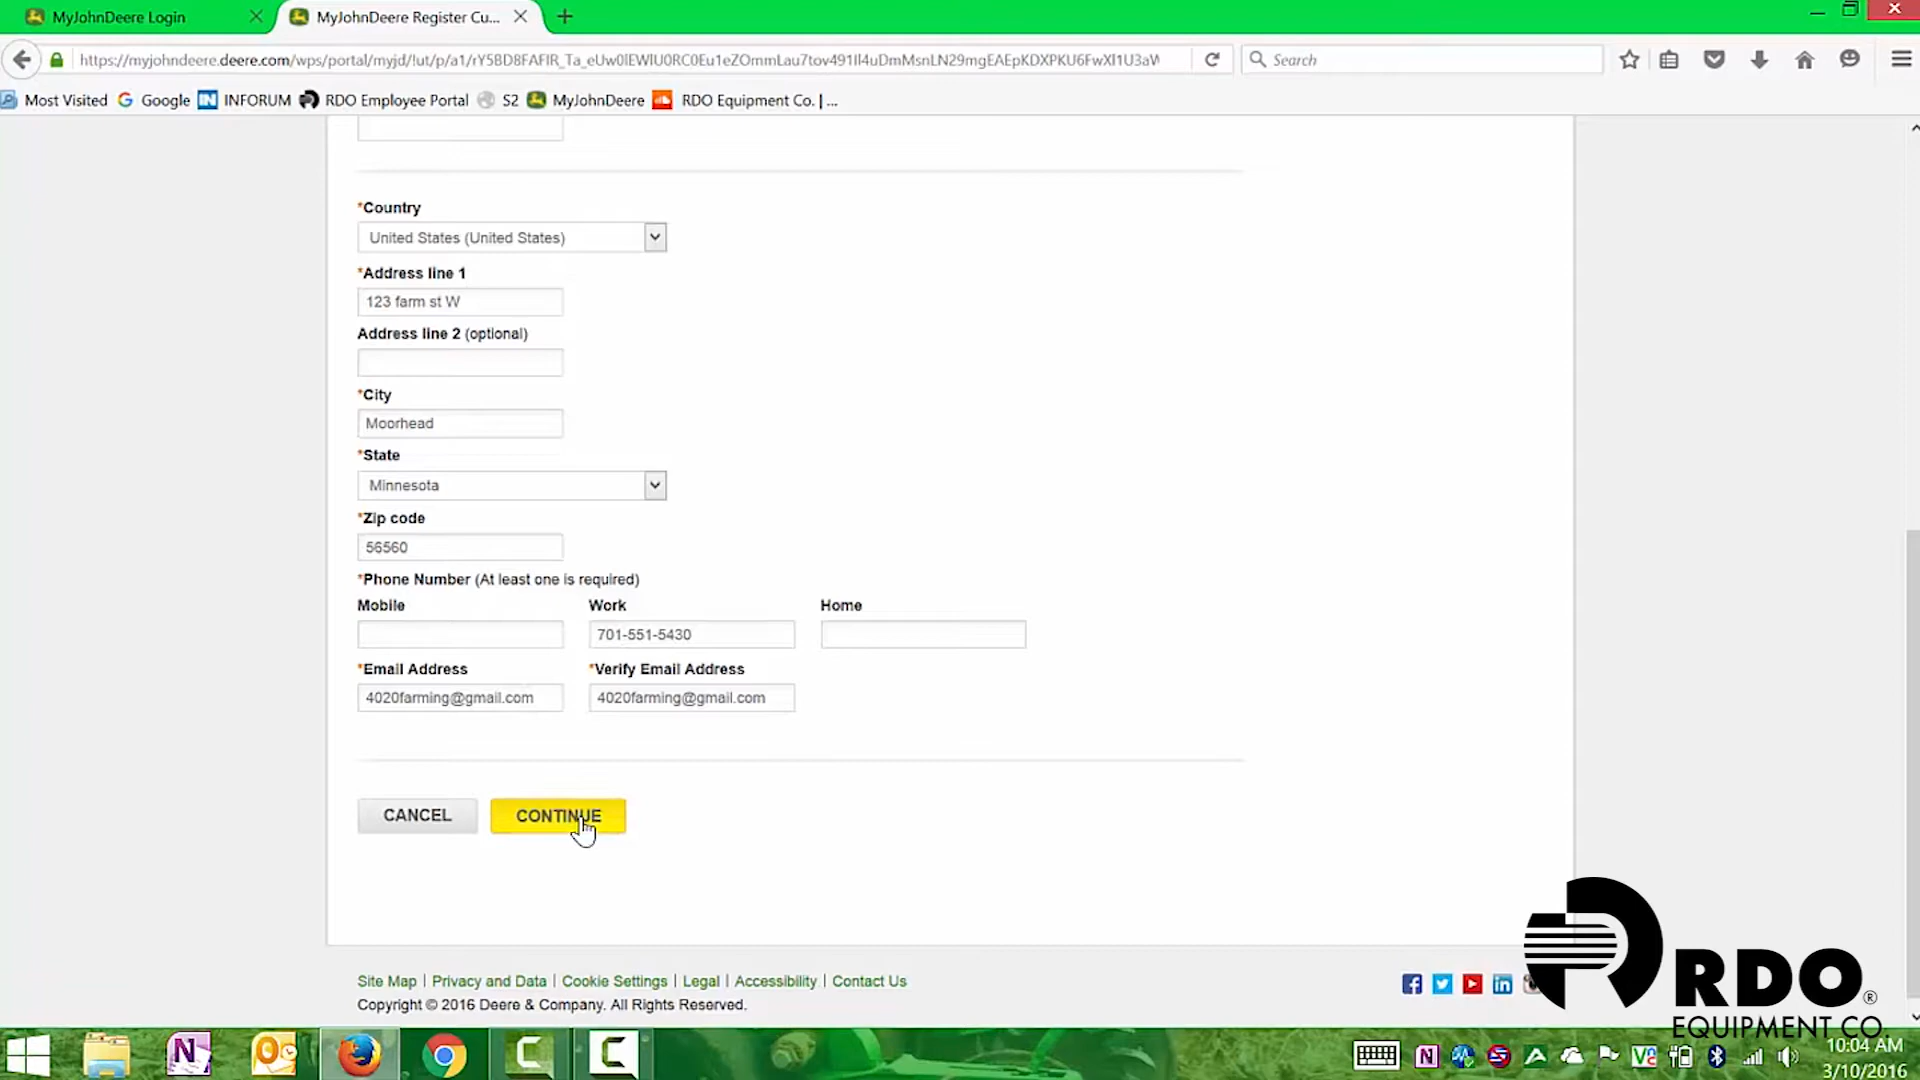 MyJohnDeere Login
MyJohnDeere Register Cu...
https://myjohndeere.deere.com/wps/portal/myjd/!ut/p/a1/
Search
Most Visited Google INFORUM RDO Employee Portal S2 MyJohnDeere RDO Equipment Co. | ...
*Country
United States (United States)
*Address line 1
123 farm st W
Address line 2 (optional)
*City
Moorhead
*State
Minnesota
*Zip code
56560
*Phone Number (At least one is required)
Mobile Work Home
701-551-5430
*Email Address *Verify Email Address
4020farming@gmail.com 4020farming@gmail.com
CANCEL CONTINUE
Site Map | Privacy and Data | Cookie Settings | Legal | Accessibility | Contact Us
Copyright © 2016 Deere & Company. All Rights Reserved.
RDO®
EQUIPMENT CO.
10:04 AM
3/10/2016